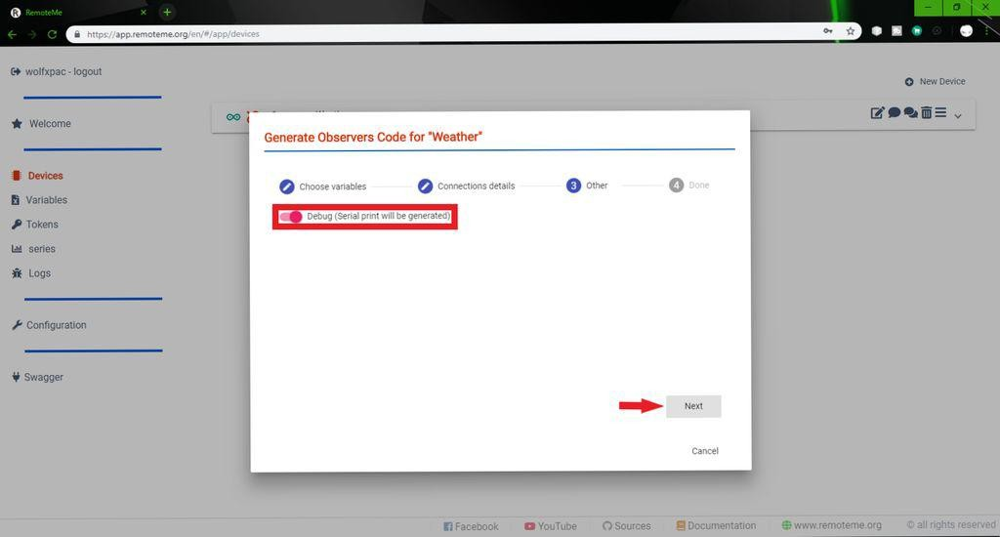 RemoteMe
https://app.remoteme.org/en/#/app/devices
wolfxpac - logout
New Device
Welcome
Generate Observers Code for "Weather"
Choose variables
Connections details
3 Other
4 Done
Devices
Variables
Tokens
series
Logs
Debug (Serial print will be generated)
Configuration
Swagger
Next
Cancel
Facebook
YouTube
Sources
Documentation
www.remoteme.org
© all rights reserved